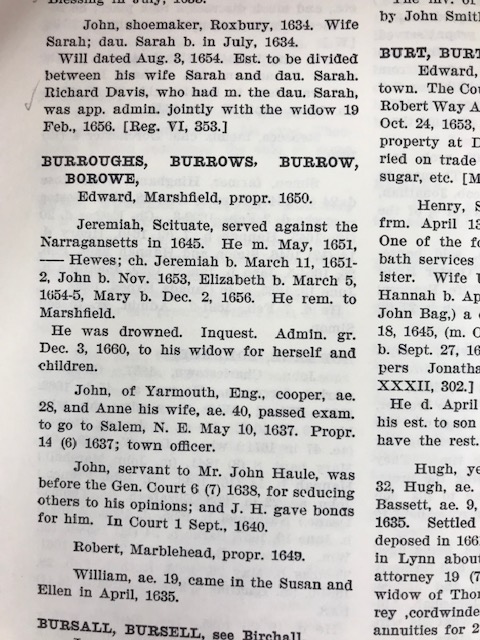 Blessing in July, 1635.
John, shoemaker, Roxbury, 1634. Wife
Sarah; dau. Sarah b. in July, 1634.
Will dated Aug. 3, 1654. Est. to be divided
between his wife Sarah and dau. Sarah.
Richard Davis, who had m. the dau. Sarah,
was app. admin. jointly with the widow 19
Feb., 1656. [Reg. VI, 353.]
BURROUGHS, BURROWS, BURROW,
BOROWE,
Edward, Marshfield, propr. 1650.
Jeremiah, Scituate, served against the
Narragansetts in 1645. He m. May, 1651,
—— Hewes; ch. Jeremiah b. March 11, 1651-
2, John b. Nov. 1653, Elizabeth b. March 5,
1654-5, Mary b. Dec. 2, 1656. He rem. to
Marshfield.
He was drowned. Inquest. Admin. gr.
Dec. 3, 1660, to his widow for herself and
children.
John, of Yarmouth, Eng., cooper, ae.
28, and Anne his wife, ae. 40, passed exam.
to go to Salem, N. E. May 10, 1637. Propr.
14 (6) 1637; town officer.
John, servant to Mr. John Haule, was
before the Gen. Court 6 (7) 1638, for seducing
others to his opinions; and J. H. gave bonds
for him. In Court 1 Sept., 1640.
Robert, Marblehead, propr. 1649.
William, ae. 19, came in the Susan and
Ellen in April, 1635.
BURSALL, BURSELL, see Birchall
The inv. of
by John Smit
BURT, BURT
Edward,
town. The Cou
Robert Way A
Oct. 24, 1653,
property at D
ried on trade
sugar, etc. [M
Henry, S
frm. April 13
One of the fo
bath services
ister. Wife U
Hannah b. Ap
John Bag,) a
18, 1645, (m. C
b. Sept. 27, 16
pers Jonatha
XXXII, 302.]
He d. April
his est. to son
have the rest.
Hugh, ye
32, Hugh, ae.
Bassett, ae. 9,
1635. Settled
deposed in 166
in Lynn about
attorney 19 (7
widow of Thor
rey ,cordwinde
annuities for 2